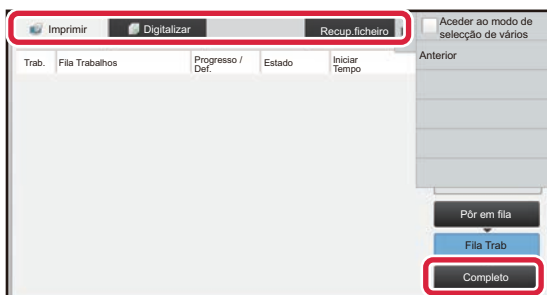 Imprimir
Digitalizar
Recup.ficheiro
Aceder ao modo de
selecção de vários
Anterior
Trab.
Fila Trabalhos
Progresso /
Def.
Estado
Iniciar
Tempo
Pôr em fila
Fila Trab
Completo